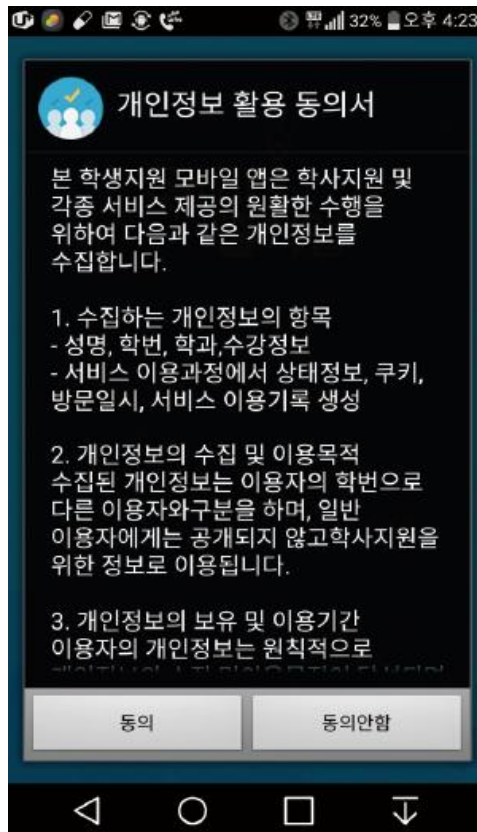 32% 오후 4:23
개인정보 활용 동의서
본 학생지원 모바일 앱은 학사지원 및
각종 서비스 제공의 원활한 수행을
위하여 다음과 같은 개인정보를
수집합니다.
1. 수집하는 개인정보의 항목
- 성명, 학번, 학과,수강정보
- 서비스 이용과정에서 상태정보, 쿠키,
방문일시, 서비스 이용기록 생성
2. 개인정보의 수집 및 이용목적
수집된 개인정보는 이용자의 학번으로
다른 이용자와구분을 하며, 일반
이용자에게는 공개되지 않고학사지원을
위한 정보로 이용됩니다.
3. 개인정보의 보유 및 이용기간
이용자의 개인정보는 원칙적으로
동의 동의안함